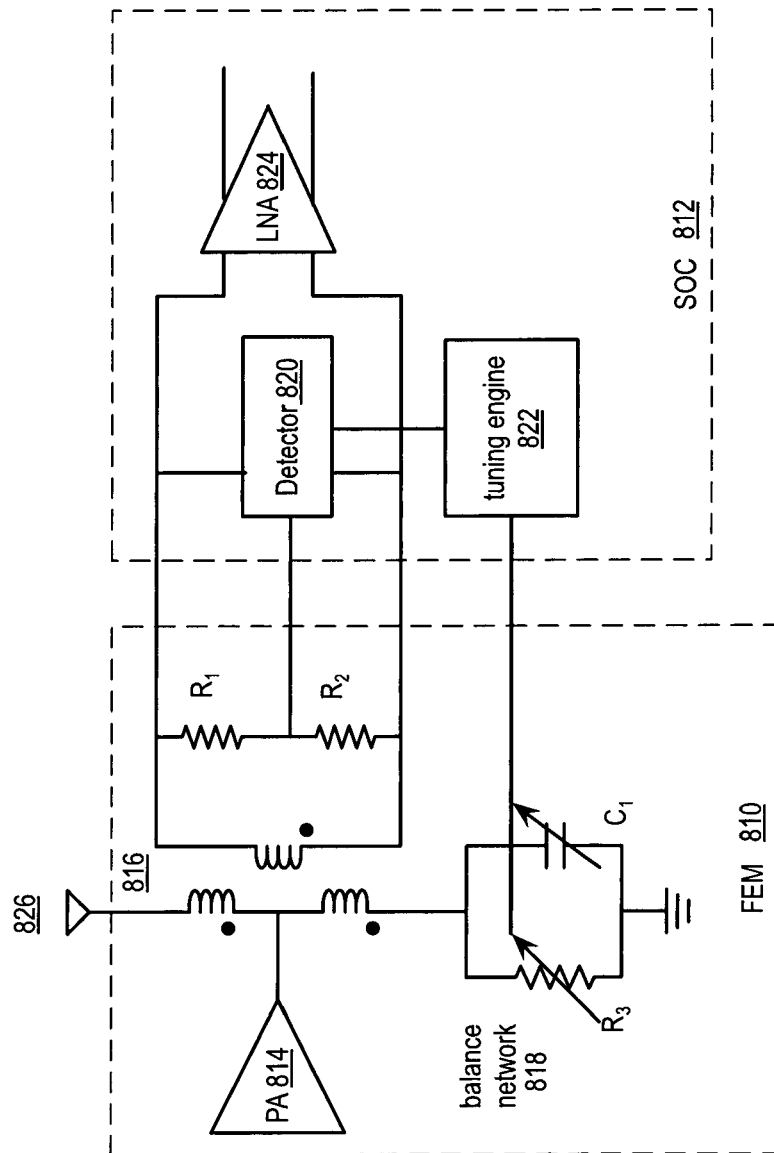 826
816
PA 814
balance
network
818
R3
C1
FEM 810
R1
R2
Detector 820
LNA 824
tuning engine
822
SOC 812